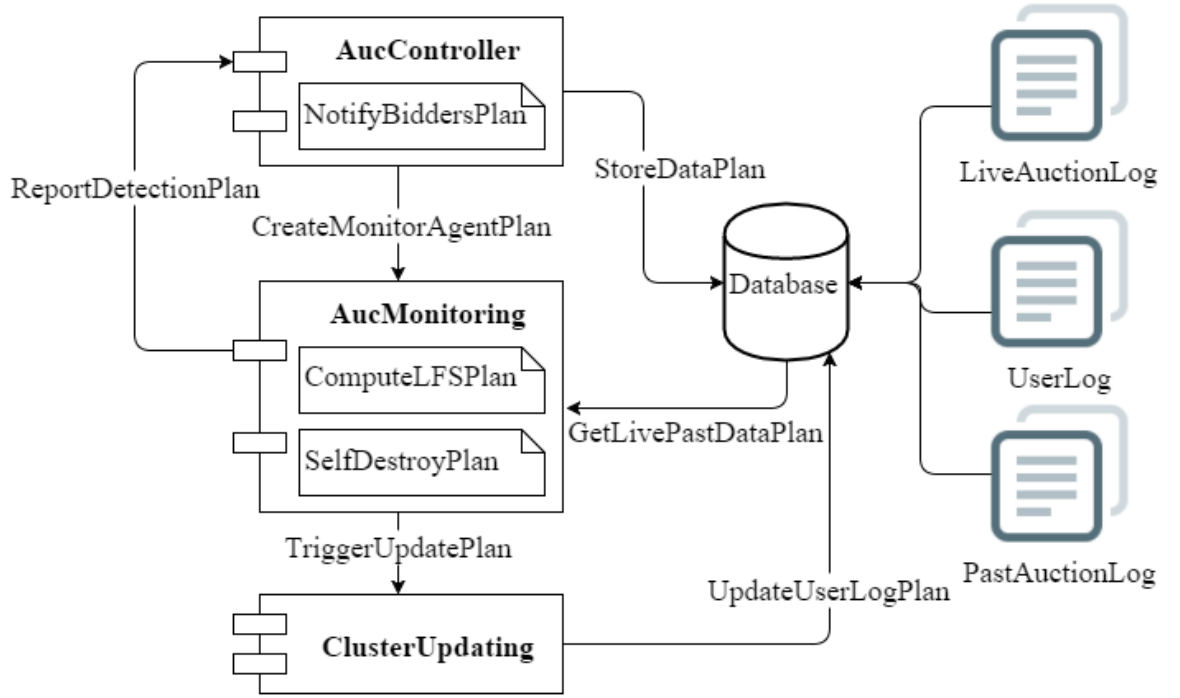 AucController
NotifyBiddersPlan
StoreDataPlan
LiveAuctionLog
ReportDetectionPlan
CreateMonitorAgentPlan
Database
AucMonitoring
ComputeLFSPlan
UserLog
GetLivePastDataPlan
SelfDestroyPlan
TriggerUpdatePlan
PastAuctionLog
UpdateUserLogPlan
ClusterUpdating